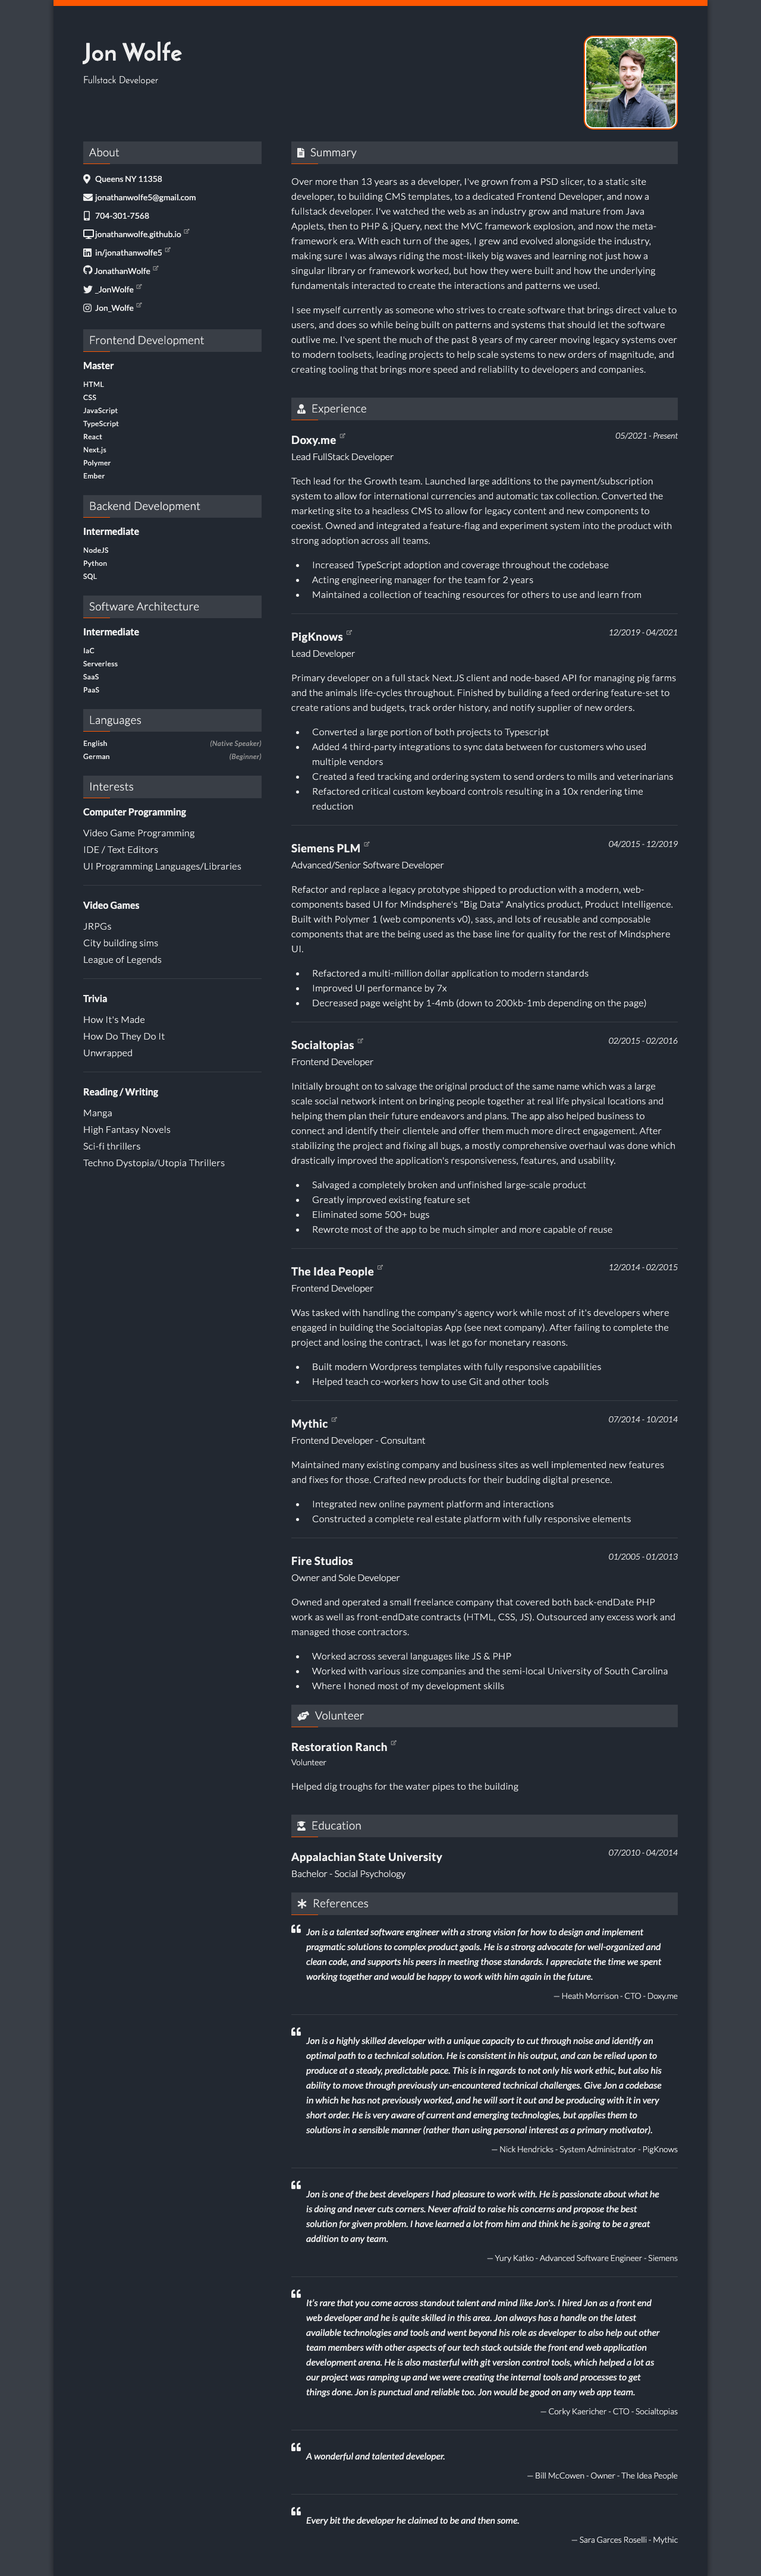 Jon Wolfe
Fullstack Developer
About
Queens NY 11358
jonathanwolfe5@gmail.com
704-301-7568
jonathanwolfe.github.io
in/jonathanwolfe5
JonathanWolfe
_JonWolfe
Jon_Wolfe
Frontend Development
Master
HTML
CSS
JavaScript
TypeScript
React
Next.js
Polymer
Ember
Backend Development
Intermediate
NodeJS
Python
SQL
Software Architecture
Intermediate
IaC
Serverless
SaaS
PaaS
Languages
English (Native Speaker)
German (Beginner)
Interests
Computer Programming
Video Game Programming
IDE / Text Editors
UI Programming Languages/Libraries
Video Games
JRPGs
City building sims
League of Legends
Trivia
How It's Made
How Do They Do It
Unwrapped
Reading / Writing
Manga
High Fantasy Novels
Sci-fi thrillers
Techno Dystopia/Utopia Thrillers
Summary
Over more than 13 years as a developer, I've grown from a PSD slicer, to a static site
developer, to building CMS templates, to a dedicated Frontend Developer, and now a
fullstack developer. I've watched the web as an industry grow and mature from Java
Applets, then to PHP & jQuery, next the MVC framework explosion, and now the meta-
framework era. With each turn of the ages, I grew and evolved alongside the industry,
making sure I was always riding the most-likely big waves and learning not just how a
singular library or framework worked, but how they were built and how the underlying
fundamentals interacted to create the interactions and patterns we used.
I see myself currently as someone who strives to create software that brings direct value to
users, and does so while being built on patterns and systems that should let the software
outlive me. I've spent the much of the past 8 years of my career moving legacy systems over
to modern toolsets, leading projects to help scale systems to new orders of magnitude, and
creating tooling that brings more speed and reliability to developers and companies.
Experience
Doxy.me 05/2021 - Present
Lead FullStack Developer
Tech lead for the Growth team. Launched large additions to the payment/subscription
system to allow for international currencies and automatic tax collection. Converted the
marketing site to a headless CMS to allow for legacy content and new components to
coexist. Owned and integrated a feature-flag and experiment system into the product with
strong adoption across all teams.
• Increased TypeScript adoption and coverage throughout the codebase
• Acting engineering manager for the team for 2 years
• Maintained a collection of teaching resources for others to use and learn from
PigKnows 12/2019 - 04/2021
Lead Developer
Primary developer on a full stack Next.JS client and node-based API for managing pig farms
and the animals life-cycles throughout. Finished by building a feed ordering feature-set to
create rations and budgets, track order history, and notify supplier of new orders.
• Converted a large portion of both projects to Typescript
• Added 4 third-party integrations to sync data between for customers who used
multiple vendors
• Created a feed tracking and ordering system to send orders to mills and veterinarians
• Refactored critical custom keyboard controls resulting in a 10x rendering time
reduction
Siemens PLM 04/2015 - 12/2019
Advanced/Senior Software Developer
Refactor and replace a legacy prototype shipped to production with a modern, web-
components based UI for Mindsphere's "Big Data" Analytics product, Product Intelligence.
Built with Polymer 1 (web components v0), sass, and lots of reusable and composable
components that are the being used as the base line for quality for the rest of Mindsphere
UI.
• Refactored a multi-million dollar application to modern standards
• Improved UI performance by 7x
• Decreased page weight by 1-4mb (down to 200kb-1mb depending on the page)
Socialtopias 02/2015 - 02/2016
Frontend Developer
Initially brought on to salvage the original product of the same name which was a large
scale social network intent on bringing people together at real life physical locations and
helping them plan their future endeavors and plans. The app also helped business to
connect and identify their clientele and offer them much more direct engagement. After
stabilizing the project and fixing all bugs, a mostly comprehensive overhaul was done which
drastically improved the application's responsiveness, features, and usability.
• Salvaged a completely broken and unfinished large-scale product
• Greatly improved existing feature set
• Eliminated some 500+ bugs
• Rewrote most of the app to be much simpler and more capable of reuse
The Idea People 12/2014 - 02/2015
Frontend Developer
Was tasked with handling the company's agency work while most of it's developers where
engaged in building the Socialtopias App (see next company). After failing to complete the
project and losing the contract, I was let go for monetary reasons.
• Built modern Wordpress templates with fully responsive capabilities
• Helped teach co-workers how to use Git and other tools
Mythic 07/2014 - 10/2014
Frontend Developer - Consultant
Maintained many existing company and business sites as well implemented new features
and fixes for those. Crafted new products for their budding digital presence.
• Integrated new online payment platform and interactions
• Constructed a complete real estate platform with fully responsive elements
Fire Studios 01/2005 - 01/2013
Owner and Sole Developer
Owned and operated a small freelance company that covered both back-endDate PHP
work as well as front-endDate contracts (HTML, CSS, JS). Outsourced any excess work and
managed those contractors.
• Worked across several languages like JS & PHP
• Worked with various size companies and the semi-local University of South Carolina
• Where I honed most of my development skills
Volunteer
Restoration Ranch
Volunteer
Helped dig troughs for the water pipes to the building
Education
Appalachian State University 07/2010 - 04/2014
Bachelor - Social Psychology
References
Jon is a talented software engineer with a strong vision for how to design and implement
pragmatic solutions to complex product goals. He is a strong advocate for well-organized and
clean code, and supports his peers in meeting those standards. I appreciate the time we spent
working together and would be happy to work with him again in the future.
— Heath Morrison - CTO - Doxy.me
Jon is a highly skilled developer with a unique capacity to cut through noise and identify an
optimal path to a technical solution. He is consistent in his output, and can be relied upon to
produce at a steady, predictable pace. This is in regards to not only his work ethic, but also his
ability to move through previously un-encountered technical challenges. Give Jon a codebase
in which he has not previously worked, and he will sort it out and be producing with it in very
short order. He is very aware of current and emerging technologies, but applies them to
solutions in a sensible manner (rather than using personal interest as a primary motivator).
— Nick Hendricks - System Administrator - PigKnows
Jon is one of the best developers I had pleasure to work with. He is passionate about what he
is doing and never cuts corners. Never afraid to raise his concerns and propose the best
solution for given problem. I have learned a lot from him and think he is going to be a great
addition to any team.
— Yury Katko - Advanced Software Engineer - Siemens
It's rare that you come across standout talent and mind like Jon's. I hired Jon as a front end
web developer and he is quite skilled in this area. Jon always has a handle on the latest
available technologies and tools and went beyond his role as developer to also help out other
team members with other aspects of our tech stack outside the front end web application
development arena. He is also masterful with git version control tools, which helped a lot as
our project was ramping up and we were creating the internal tools and processes to get
things done. Jon is punctual and reliable too. Jon would be good on any web app team.
— Corky Kaericher - CTO - Socialtopias
A wonderful and talented developer.
— Bill McCowen - Owner - The Idea People
Every bit the developer he claimed to be and then some.
— Sara Garces Roselli - Mythic